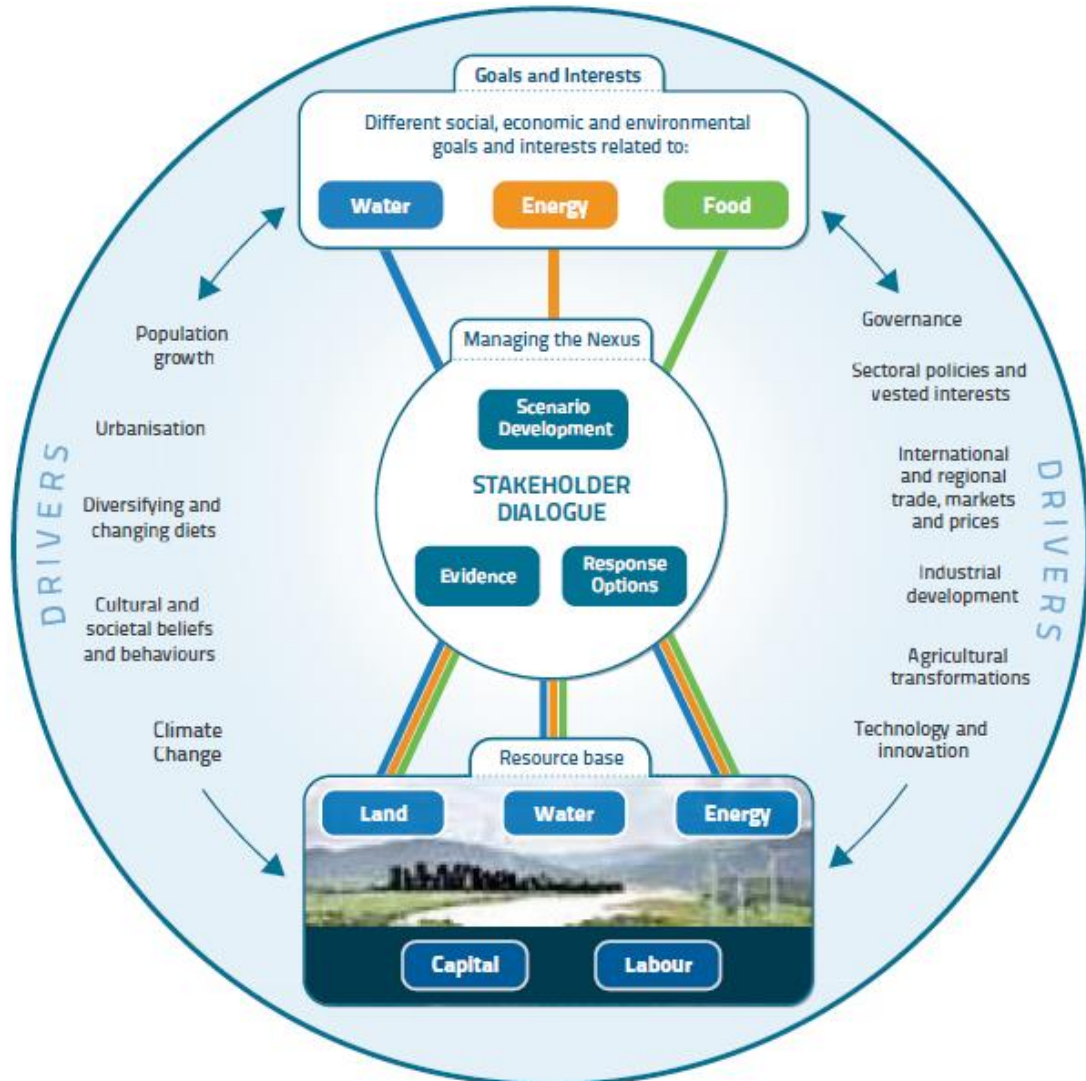 Goals and Interests
Different social, economic and environmental
goals and interests related to:
Water
Energy
Food
Managing the Nexus
Scenario
Development
STAKEHOLDER
DIALOGUE
Evidence
Response
Options
DRIVERS
Population
growth
Urbanisation
Diversifying and
changing diets
Cultural and
societal beliefs
and behaviours
Climate
Change
Governance
Sectoral policies and
vested interests
International
and regional
trade, markets
and prices
Industrial
development
Agricultural
transformations
Technology and
innovation
DRIVERS
Resource base
Land
Water
Energy
Capital
Labour